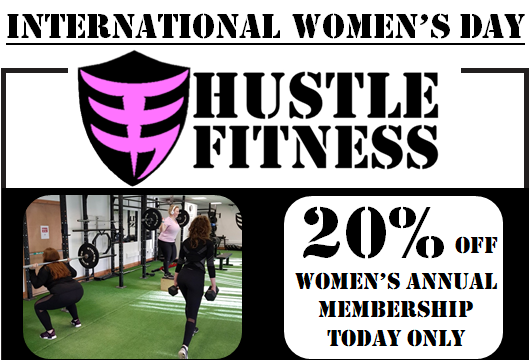 INTERNATIONAL WOMEN'S DAY
HUSTLE
FITNESS
20% OFF
WOMEN'S ANNUAL
MEMBERSHIP
TODAY ONLY